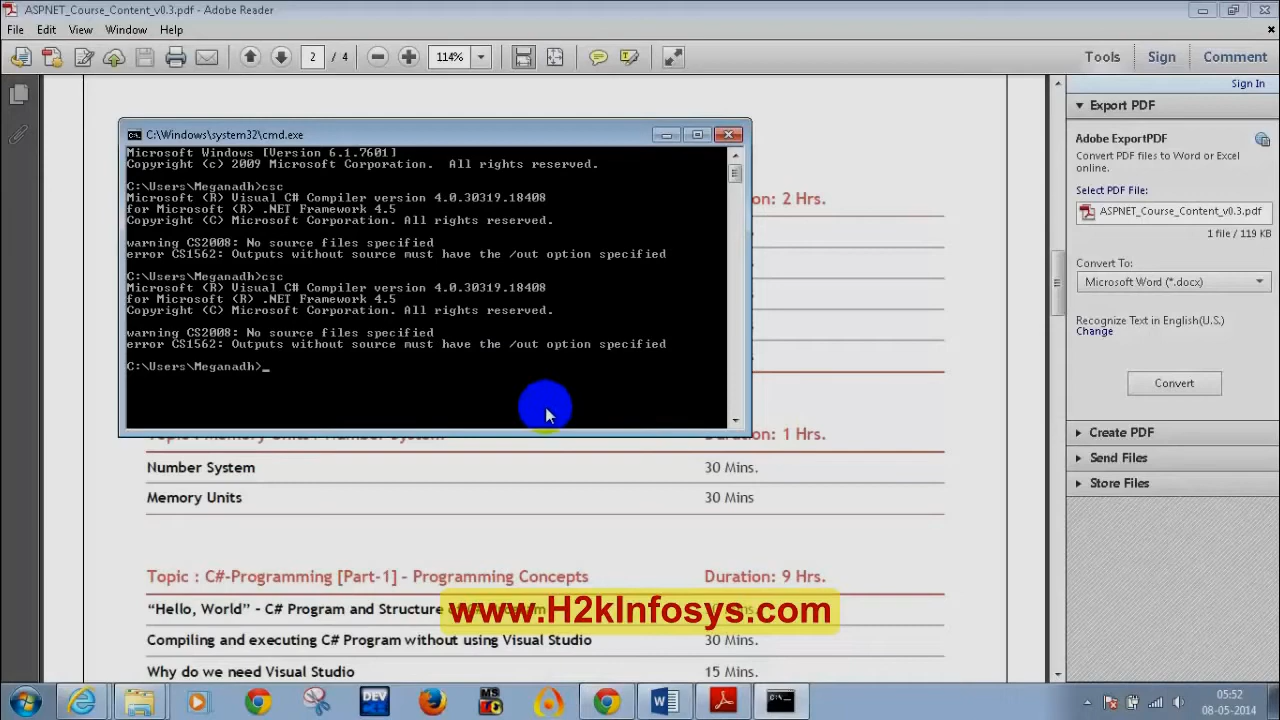 ASPNET_Course_Content_v0.3.pdf - Adobe Reader
File Edit View Window Help
2 / 4 114% Tools Sign Comment
Sign In
Export PDF
Adobe ExportPDF
Convert PDF files to Word or Excel
online.
Select PDF File:
ASPNET_Course_Content_v0.3.pdf
1 file / 119 KB
Convert To:
Microsoft Word (*.docx)
Recognize Text in English(U.S.)
Change
Convert
Create PDF
Send Files
Store Files
C:\Windows\system32\cmd.exe
Microsoft Windows [Version 6.1.7601]
Copyright (c) 2009 Microsoft Corporation. All rights reserved.
C:\Users\Meganadh>csc
Microsoft (R) Visual C# Compiler version 4.0.30319.18408
for Microsoft (R) .NET Framework 4.5
Copyright (C) Microsoft Corporation. All rights reserved.
warning CS2008: No source files specified
error CS1562: Outputs without source must have the /out option specified
C:\Users\Meganadh>csc
Microsoft (R) Visual C# Compiler version 4.0.30319.18408
for Microsoft (R) .NET Framework 4.5
Copyright (C) Microsoft Corporation. All rights reserved.
warning CS2008: No source files specified
error CS1562: Outputs without source must have the /out option specified
C:\Users\Meganadh>_
on: 2 Hrs.
Duration: 1 Hrs.
Number System 30 Mins.
Memory Units 30 Mins
Topic : C#-Programming [Part-1] – Programming Concepts Duration: 9 Hrs.
“Hello, World” - C# Program and Structure
www.H2kInfosys.com
Compiling and executing C# Program without using Visual Studio 30 Mins.
Why do we need Visual Studio 15 Mins.
DEV
MS
05:52
08-05-2014